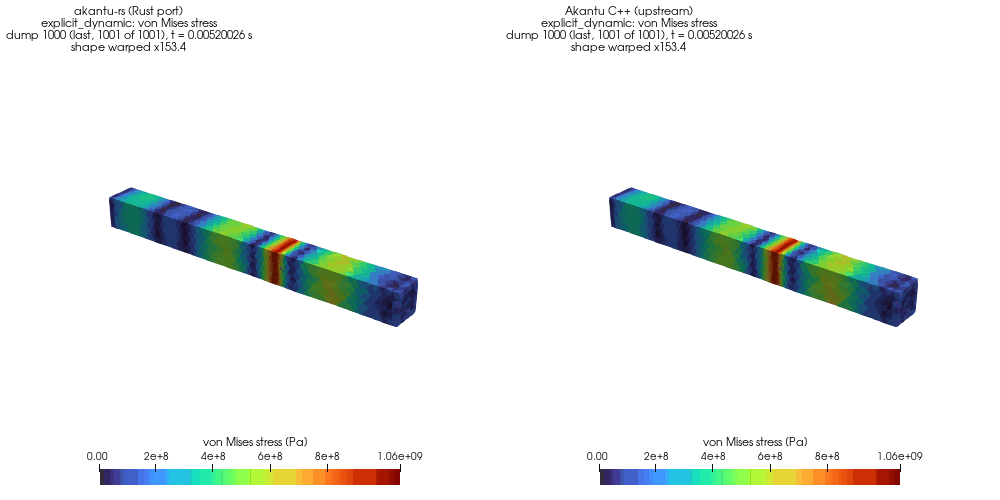 akantu-rs (Rust port)
explicit_dynamic: von Mises stress
dump 1000 (last, 1001 of 1001), t = 0.00520026 s
shape warped x153.4
Akantu C++ (upstream)
explicit_dynamic: von Mises stress
dump 1000 (last, 1001 of 1001), t = 0.00520026 s
shape warped x153.4
von Mises stress (Pa)
0.00 2e+8 4e+8 6e+8 8e+8 1.06e+09
von Mises stress (Pa)
0.00 2e+8 4e+8 6e+8 8e+8 1.06e+09